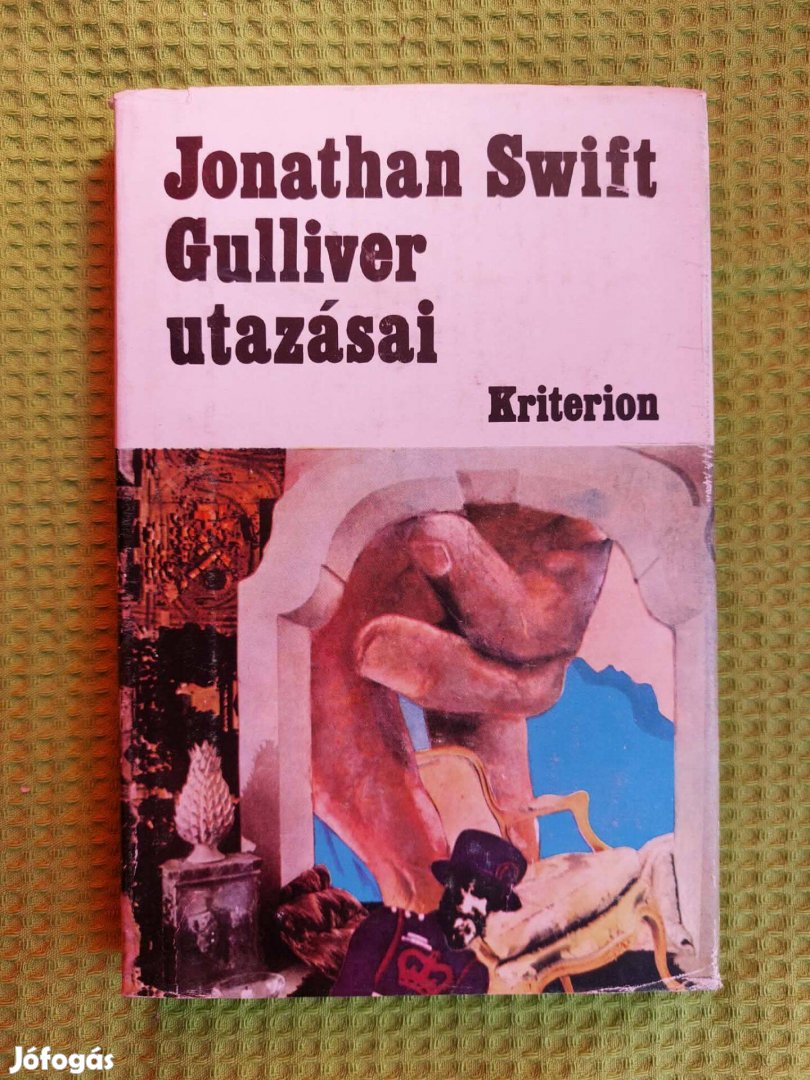 Jonathan Swift
Gulliver
utazásai
Kriterion
Jófogás